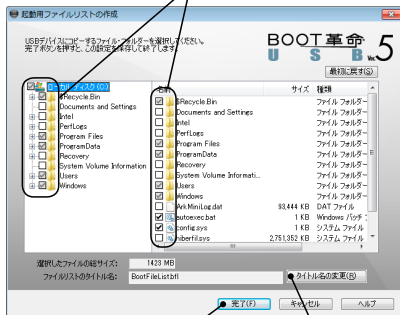 起動用ファイルリストの作成
USBデバイスにコピーするファイル・フォルダーを選択してください。
完了ボタンを押すと、この設定を保存して終了します。
BOOT革命
USB Ver.5
最初に戻す(S)
ローカル ディスク (C:)
$Recycle.Bin
Documents and Settings
Intel
PerfLogs
Program Files
ProgramData
Recovery
System Volume Information
Users
Windows
名前 サイズ 種類
$Recycle.Bin ファイル フォルダー
Documents and Settings ファイル フォルダー
Intel ファイル フォルダー
PerfLogs ファイル フォルダー
Program Files ファイル フォルダー
ProgramData ファイル フォルダー
Recovery ファイル フォルダー
System Volume Informati... ファイル フォルダー
Users ファイル フォルダー
Windows ファイル フォルダー
ArkMiniLog.dat 93,444 KB DAT ファイル
autoexec.bat 1 KB Windows バッチ
config.sys 1 KB システム ファイル
hiberfil.sys 2,751,352 KB システム ファイル
選択したファイルの総サイズ: 1423 MB
ファイルリストのタイトル名: BootFileList.bfl
タイトル名の変更(R)
完了(F)
キャンセル
ヘルプ